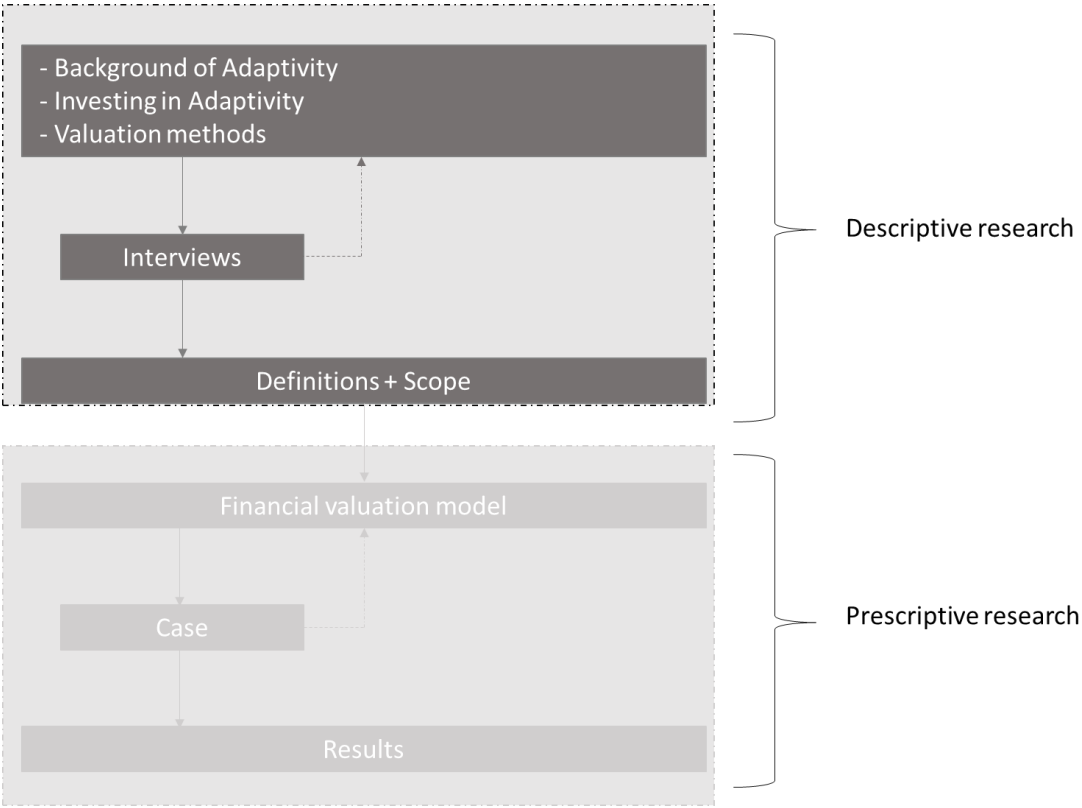 - Background of Adaptivity
- Investing in Adaptivity
- Valuation methods
Interviews
Definitions + Scope
Descriptive research
Financial valuation model
Case
Results
Prescriptive research